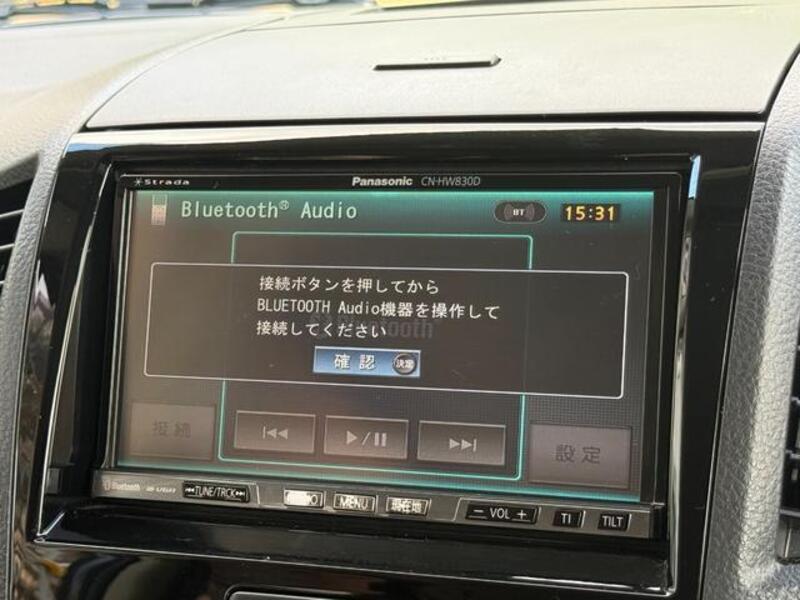 Strada
Panasonic CN-HW830D
Bluetooth® Audio
BT
15:31
接続ボタンを押してから
BLUETOOTH Audio機器を操作して
接続してください
確認 決定
接続
設定
Bluetooth
TUNE/TRCK
MENU
現在地
− VOL +
TI
TILT